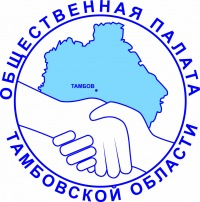 ОБЩЕСТВЕННАЯ ПАЛАТА
ТАМБОВ
ТАМБОВСКОЙ ОБЛАСТИ